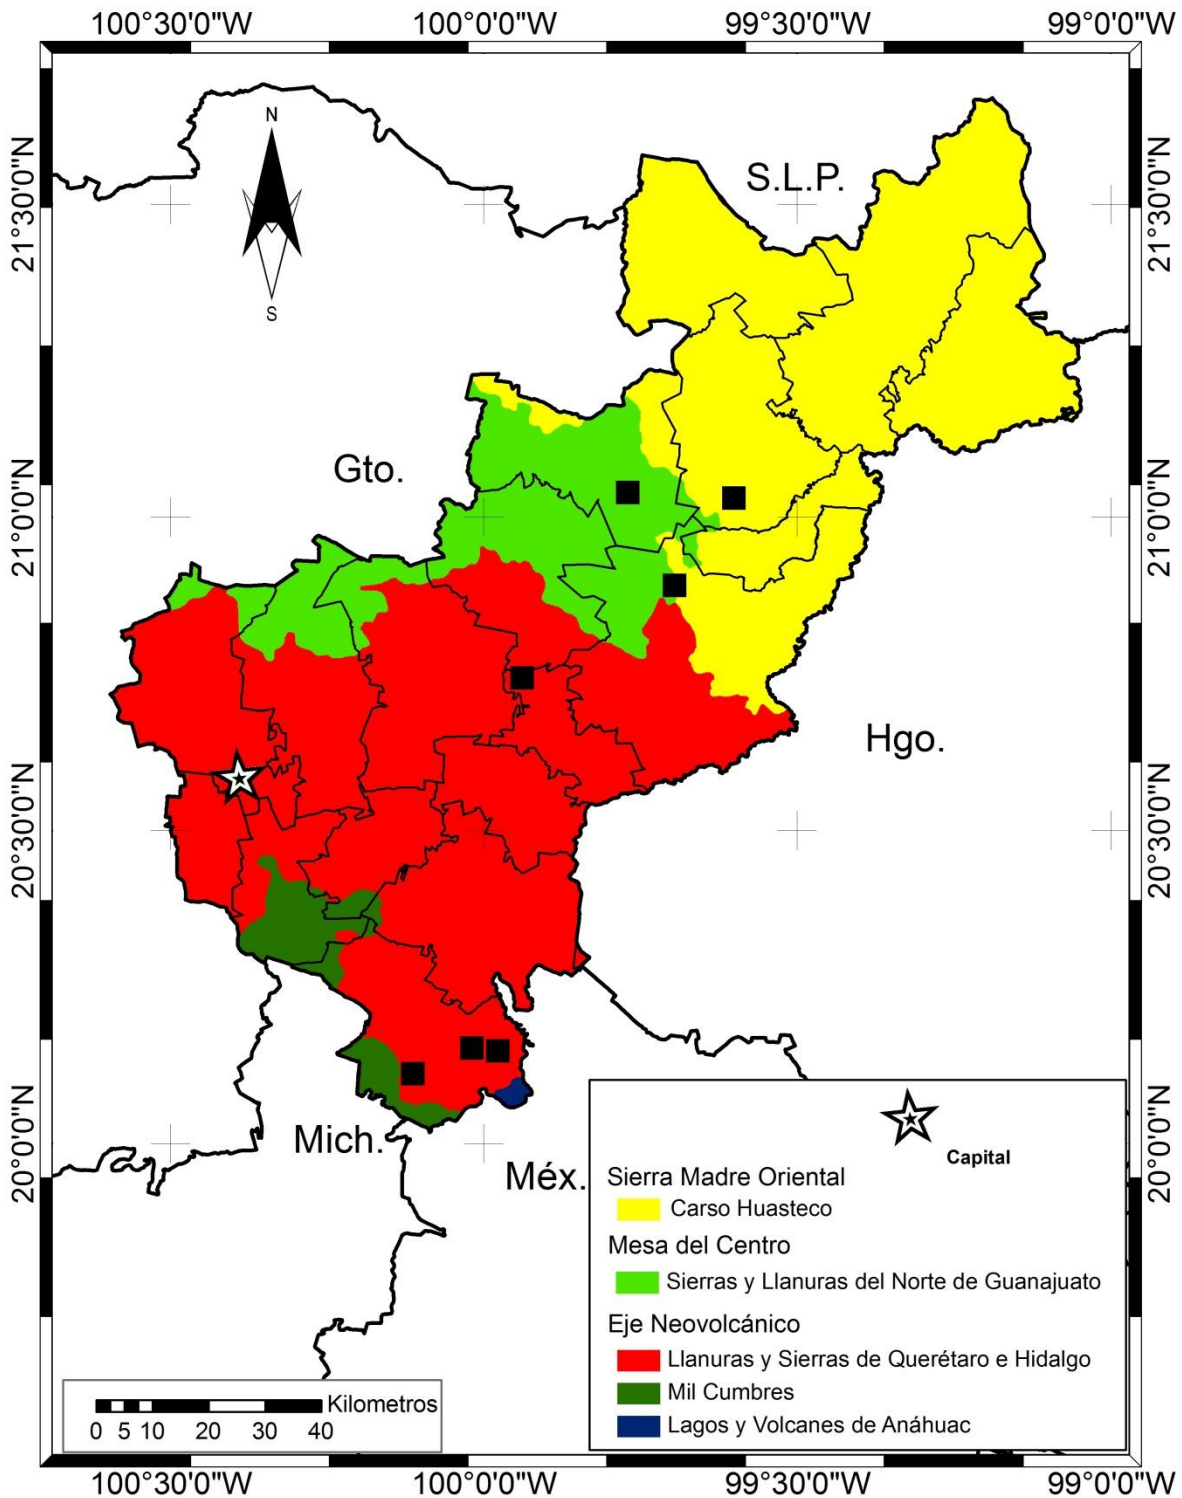 100°30'0"W 100°0'0"W 99°30'0"W 99°0'0"W
N
S
S.L.P.
21°30'0"N 21°30'0"N
Gto.
21°0'0"N 21°0'0"N
Hgo.
20°30'0"N 20°30'0"N
Mich.
Méx.
20°0'0"N 20°0'0"N
Capital
Sierra Madre Oriental
Carso Huasteco
Mesa del Centro
Sierras y Llanuras del Norte de Guanajuato
Eje Neovolcánico
Llanuras y Sierras de Querétaro e Hidalgo
Mil Cumbres
Lagos y Volcanes de Anáhuac
Kilometros
0 5 10 20 30 40
100°30'0"W 100°0'0"W 99°30'0"W 99°0'0"W